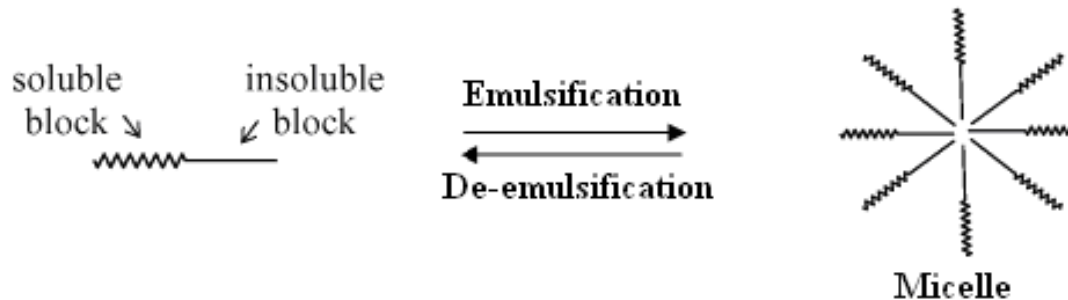 soluble
block
insoluble
block
Emulsification
De-emulsification
Micelle